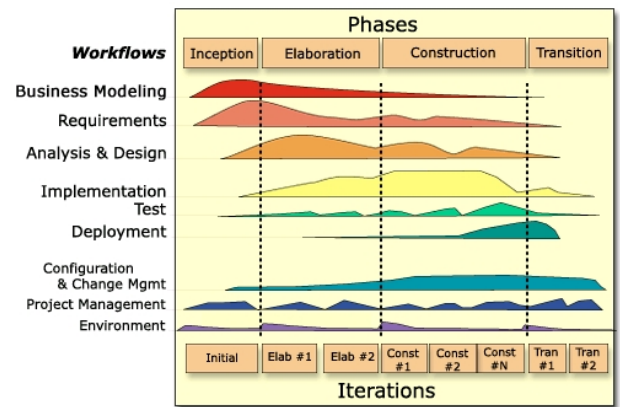 Phases
Workflows
Inception
Elaboration
Construction
Transition
Business Modeling
Requirements
Analysis & Design
Implementation
Test
Deployment
Configuration
& Change Mgmt
Project Management
Environment
Initial
Elab #1
Elab #2
Const
#1
Const
#2
Const
#N
Tran
#1
Tran
#2
Iterations